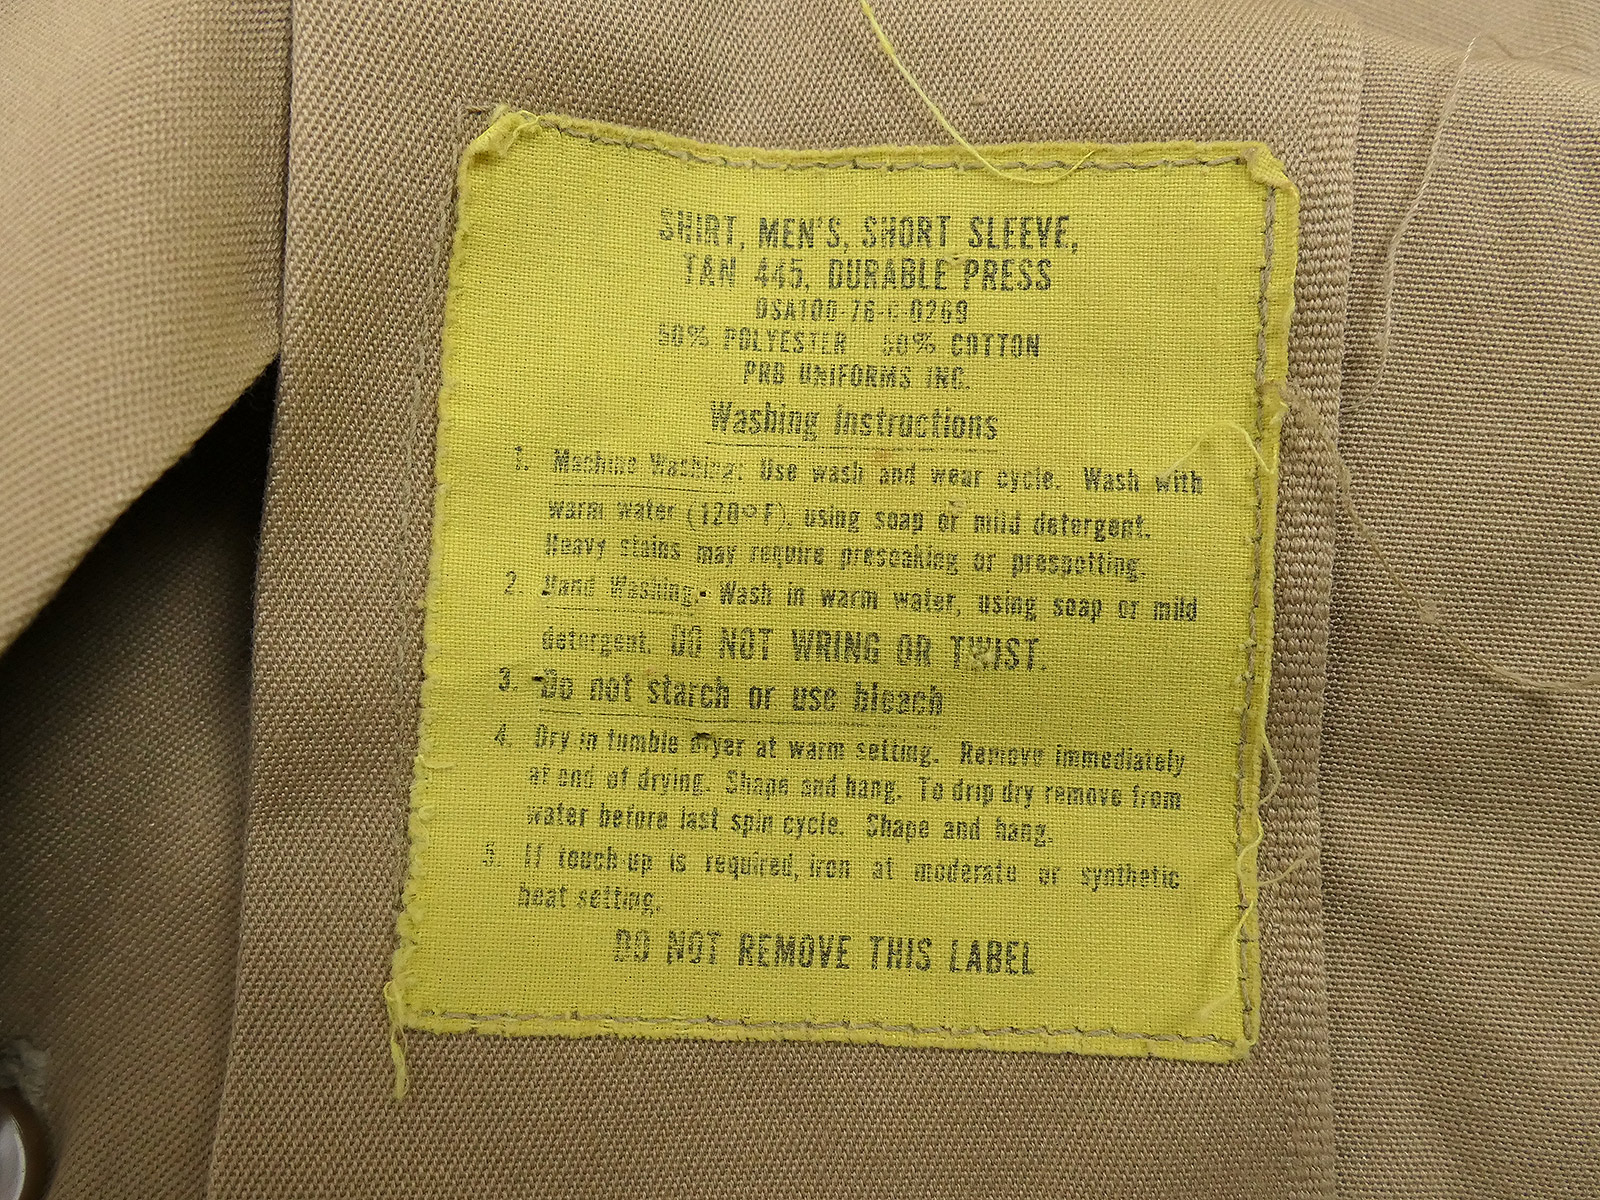 SHIRT, MEN'S, SHORT SLEEVE,
TAN 445, DURABLE PRESS
DSA100-76-C-0269
50% POLYESTER 50% COTTON
PRB UNIFORMS INC.
Washing Instructions
1. Machine Washing: Use wash and wear cycle. Wash with
warm water (120°F), using soap or mild detergent.
Heavy stains may require presoaking or prespotting.
2. Hand Washing: Wash in warm water, using soap or mild
detergent. DO NOT WRING OR TWIST.
3. Do not starch or use bleach
4. Dry in tumble dryer at warm setting. Remove immediately
at end of drying. Shape and hang. To drip dry remove from
water before last spin cycle. Shape and hang.
5. If touch-up is required, iron at moderate or synthetic
heat setting.
DO NOT REMOVE THIS LABEL